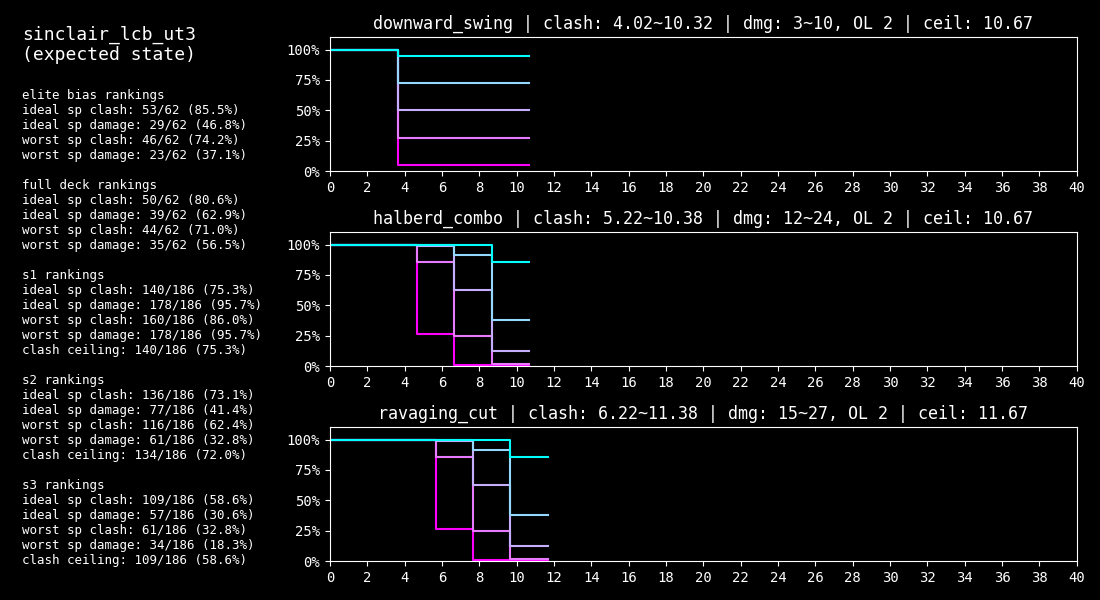 sinclair_lcb_ut3
(expected state)
elite bias rankings
ideal sp clash: 53/62 (85.5%)
ideal sp damage: 29/62 (46.8%)
worst sp clash: 46/62 (74.2%)
worst sp damage: 23/62 (37.1%)
full deck rankings
ideal sp clash: 50/62 (80.6%)
ideal sp damage: 39/62 (62.9%)
worst sp clash: 44/62 (71.0%)
worst sp damage: 35/62 (56.5%)
s1 rankings
ideal sp clash: 140/186 (75.3%)
ideal sp damage: 178/186 (95.7%)
worst sp clash: 160/186 (86.0%)
worst sp damage: 178/186 (95.7%)
clash ceiling: 140/186 (75.3%)
s2 rankings
ideal sp clash: 136/186 (73.1%)
ideal sp damage: 77/186 (41.4%)
worst sp clash: 116/186 (62.4%)
worst sp damage: 61/186 (32.8%)
clash ceiling: 134/186 (72.0%)
s3 rankings
ideal sp clash: 109/186 (58.6%)
ideal sp damage: 57/186 (30.6%)
worst sp clash: 61/186 (32.8%)
worst sp damage: 34/186 (18.3%)
clash ceiling: 109/186 (58.6%)
downward_swing | clash: 4.02~10.32 | dmg: 3~10, OL 2 | ceil: 10.67
100%
75%
50%
25%
0%
0 2 4 6 8 10 12 14 16 18 20 22 24 26 28 30 32 34 36 38 40
halberd_combo | clash: 5.22~10.38 | dmg: 12~24, OL 2 | ceil: 10.67
100%
75%
50%
25%
0%
0 2 4 6 8 10 12 14 16 18 20 22 24 26 28 30 32 34 36 38 40
ravaging_cut | clash: 6.22~11.38 | dmg: 15~27, OL 2 | ceil: 11.67
100%
75%
50%
25%
0%
0 2 4 6 8 10 12 14 16 18 20 22 24 26 28 30 32 34 36 38 40